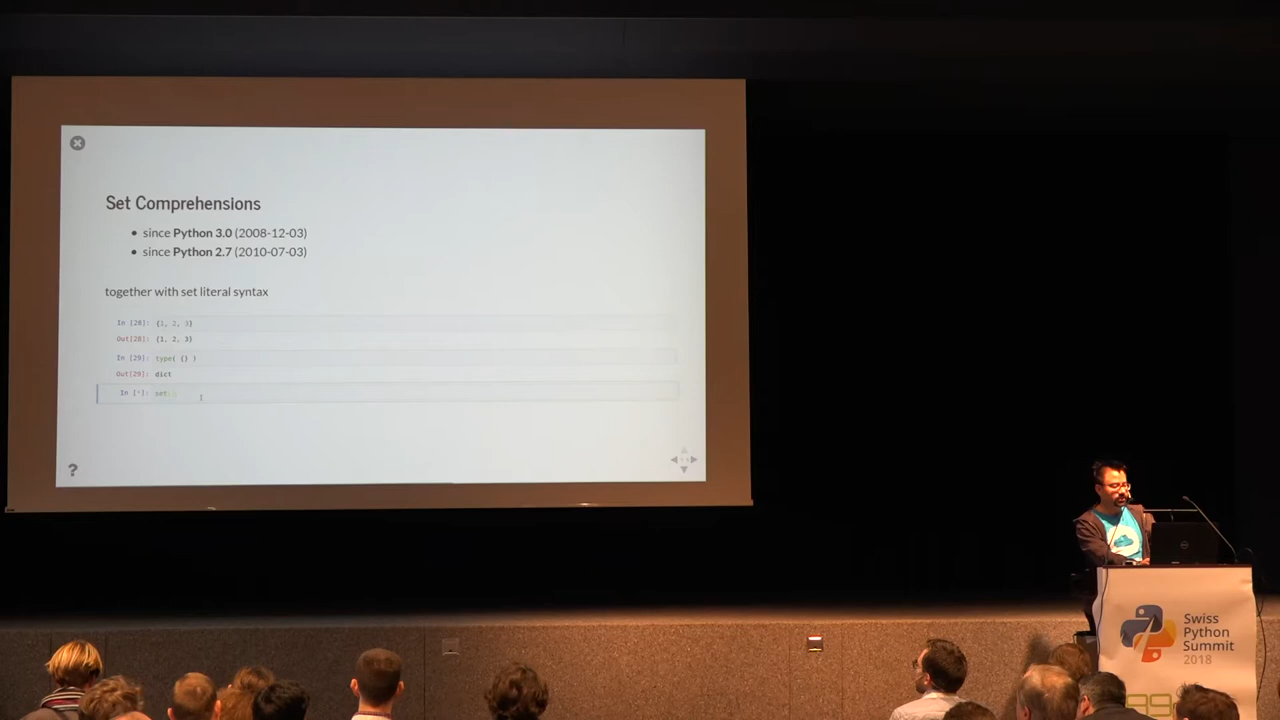 Set Comprehensions
• since Python 3.0 (2008-12-03)
• since Python 2.7 (2010-07-03)
together with set literal syntax
In [28]: {1, 2, 3}
Out[28]: {1, 2, 3}
In [29]: type( {} )
Out[29]: dict
In [*]: set
?
Swiss
Python
Summit
2018